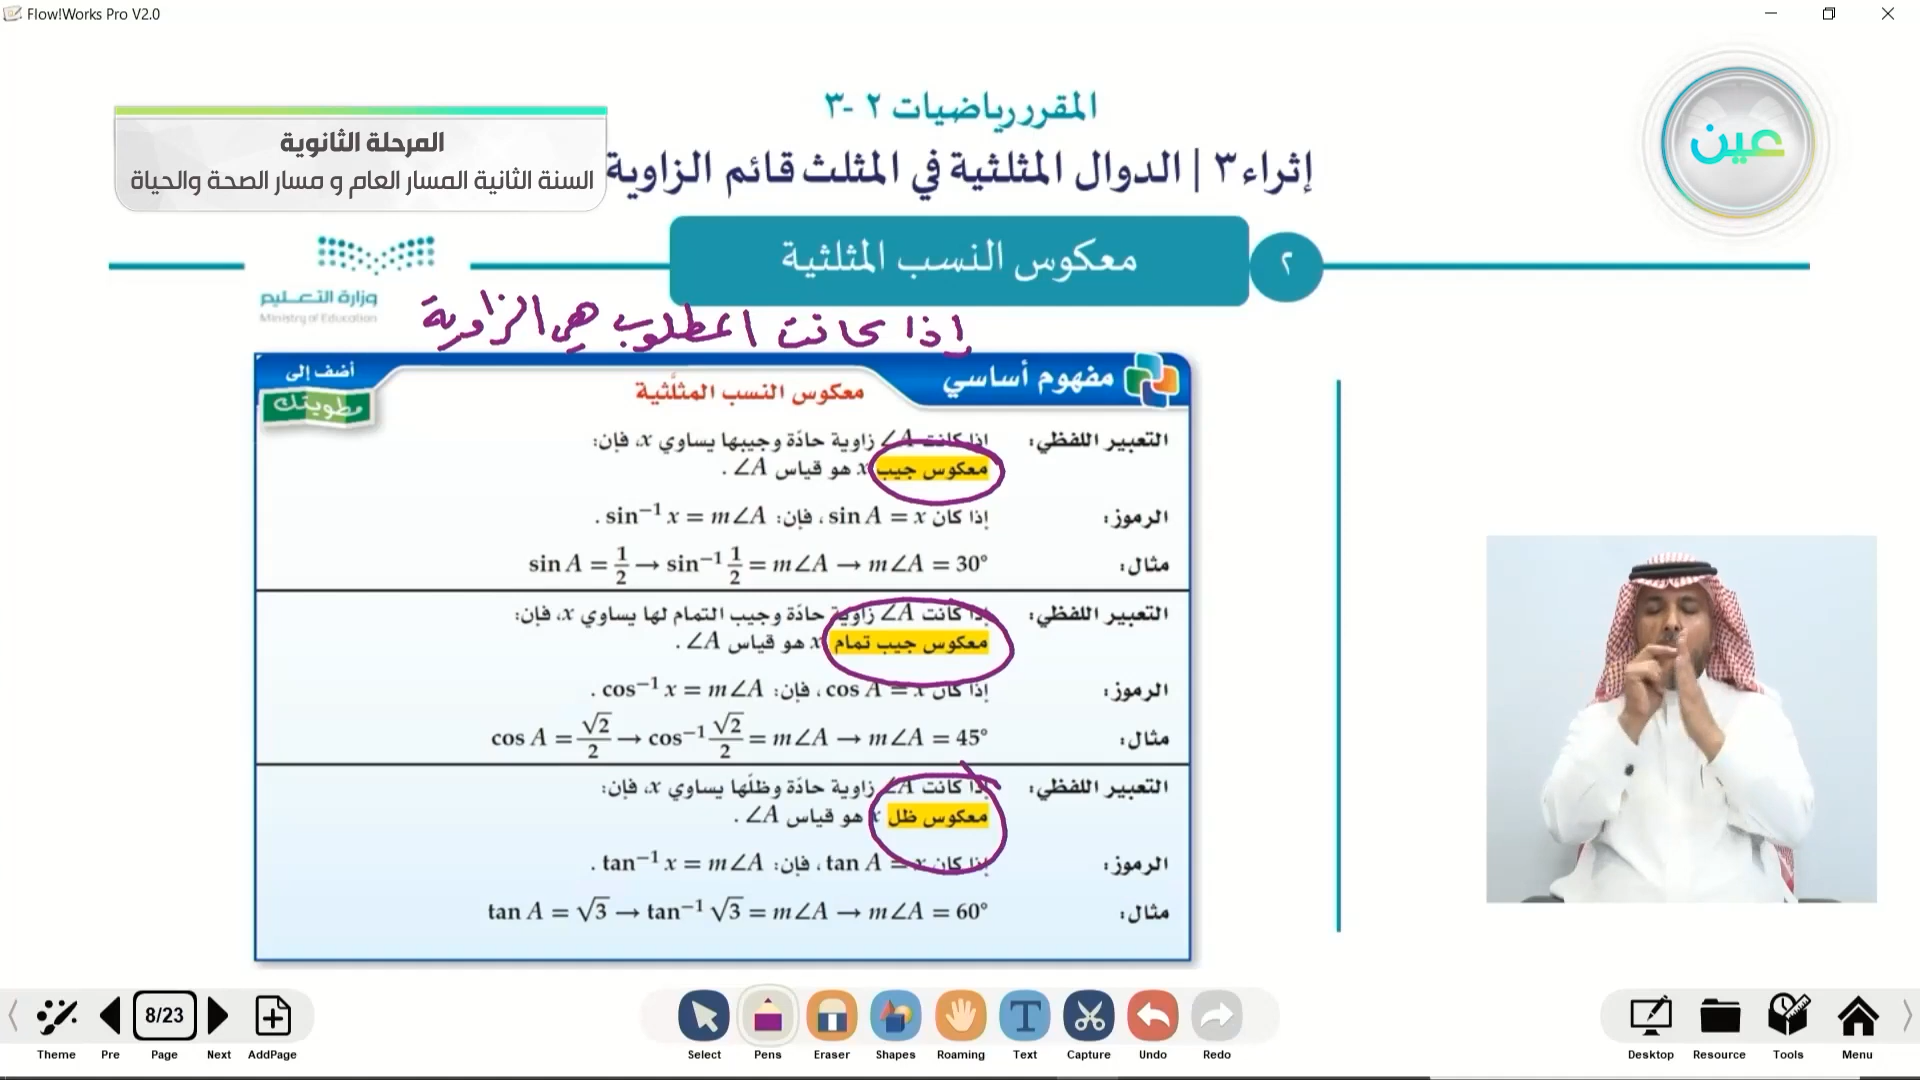 Flow!Works Pro V2.0
المقرر رياضيات ٢ -٣
إثراء ٣ | الدوال المثلثية في المثلث قائم الزاوية
المرحلة الثانوية
السنة الثانية المسار العام و مسار الصحة والحياة
عين
معكوس النسب المثلثية
٢
وزارة التعليم
Ministry of Education
إذا كانت المطلوب هي الزاوية
مفهوم أساسي
معكوس النسب المثلَّثية
أضف إلى
مطويتك
التعبير اللفظي: إذا كانت ∠A زاوية حادّة وجيبها يساوي x، فإن:
معكوس جيب x هو قياس ∠A .
الرموز: إذا كان sin A = x ، فإن: sin⁻¹ x = m∠A .
مثال: sin A = 1/2 → sin⁻¹ 1/2 = m∠A → m∠A = 30°
التعبير اللفظي: إذا كانت ∠A زاوية حادّة وجيب التمام لها يساوي x، فإن:
معكوس جيب تمام x هو قياس ∠A .
الرموز: إذا كان cos A = x ، فإن: cos⁻¹ x = m∠A .
مثال: cos A = √2/2 → cos⁻¹ √2/2 = m∠A → m∠A = 45°
التعبير اللفظي: إذا كانت ∠A زاوية حادّة وظلّها يساوي x، فإن:
معكوس ظل x هو قياس ∠A .
الرموز: إذا كان tan A = x ، فإن: tan⁻¹ x = m∠A .
مثال: tan A = √3 → tan⁻¹ √3 = m∠A → m∠A = 60°
8/23
Theme Pre Page Next AddPage
Select Pens Eraser Shapes Roaming Text Capture Undo Redo
Desktop Resource Tools Menu